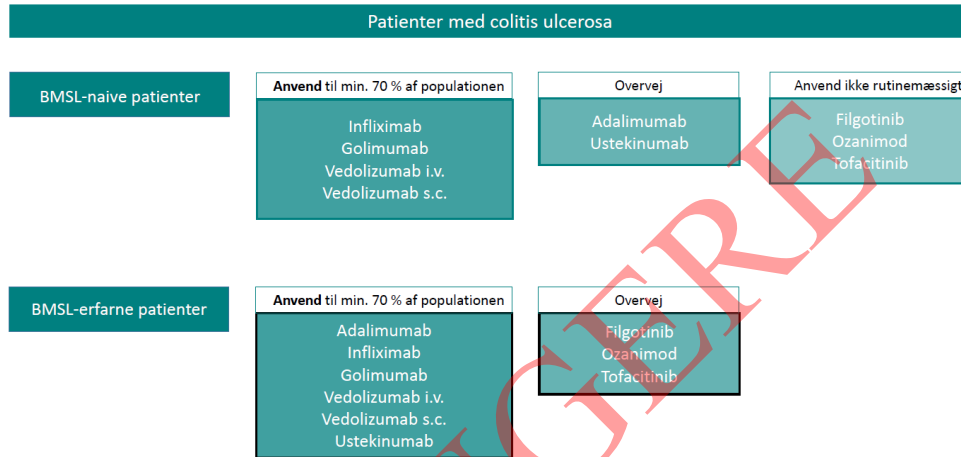 Patienter med colitis ulcerosa
BMSL-naive patienter
Anvend til min. 70 % af populationen
Infliximab
Golimumab
Vedolizumab i.v.
Vedolizumab s.c.
Overvej
Adalimumab
Ustekinumab
Anvend ikke rutinemæssigt
Filgotinib
Ozanimod
Tofacitinib
BMSL-erfarne patienter
Anvend til min. 70 % af populationen
Adalimumab
Infliximab
Golimumab
Vedolizumab i.v.
Vedolizumab s.c.
Ustekinumab
Overvej
Filgotinib
Ozanimod
Tofacitinib
GERE